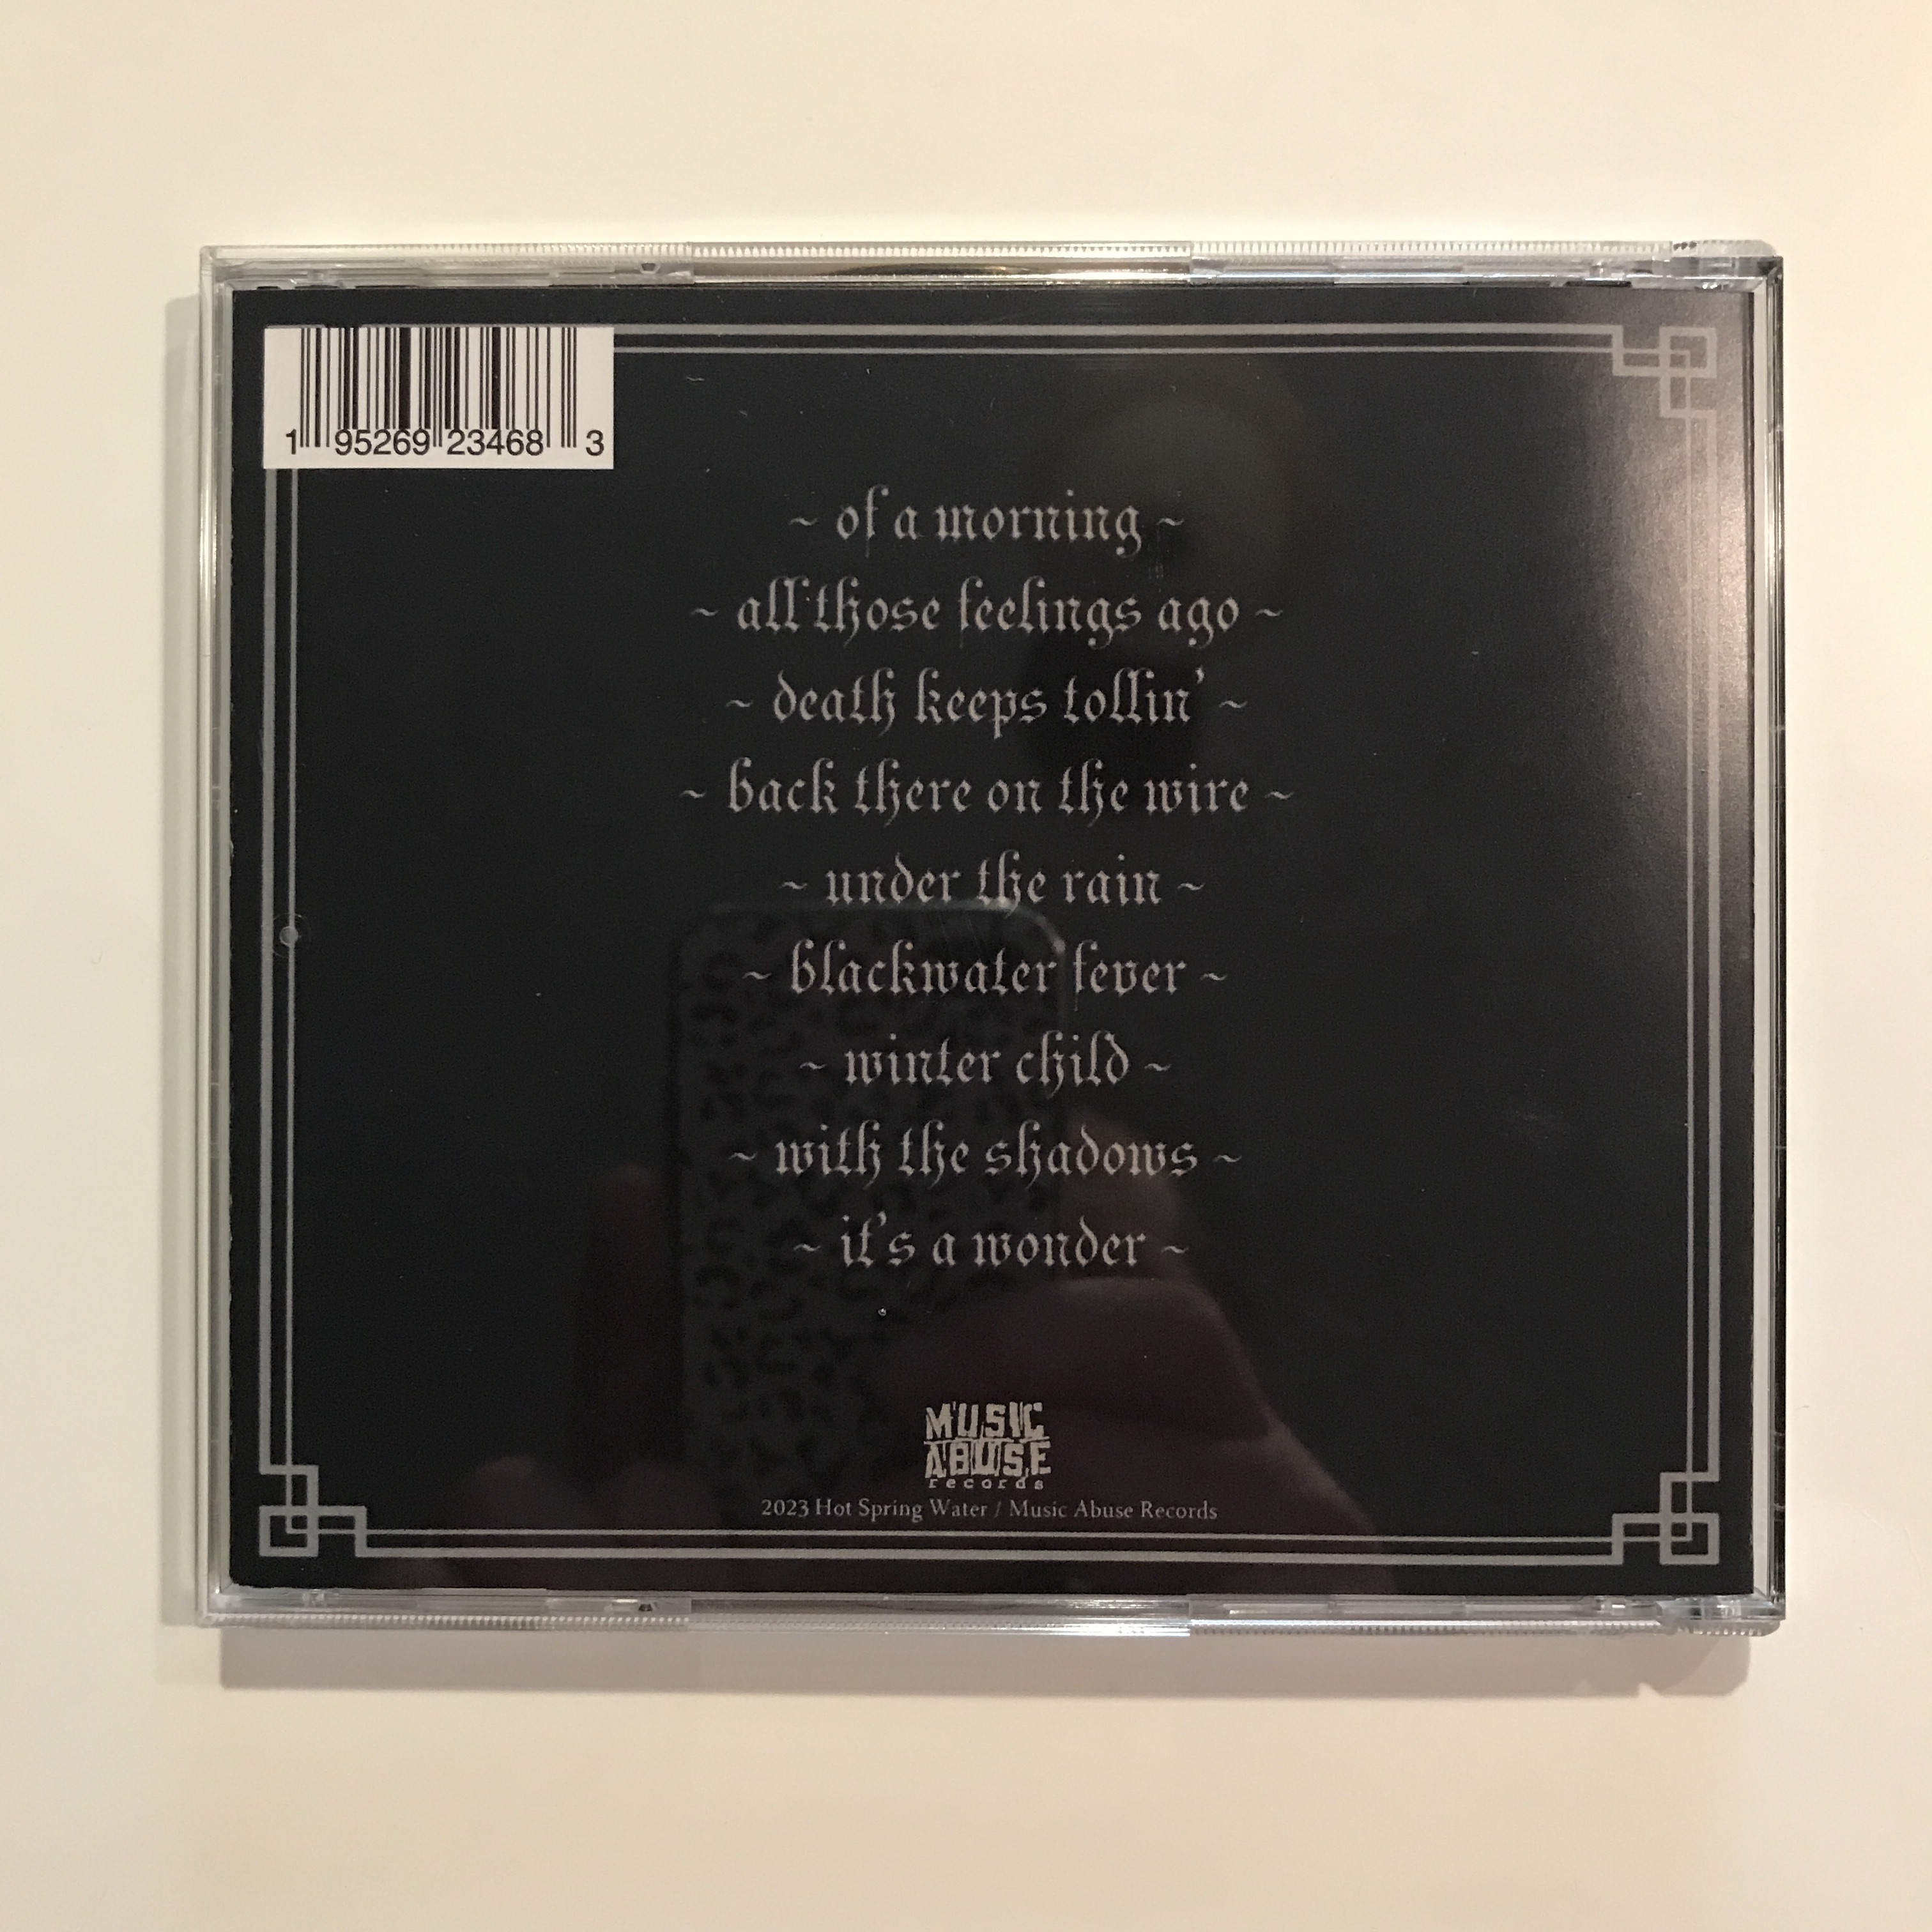 1 95269 23468 3
~ of a morning ~
~ all those feelings ago ~
~ death keeps tollin' ~
~ back there on the wire ~
~ under the rain ~
~ blackwater fever ~
~ winter child ~
~ with the shadows ~
~ it's a wonder ~
MUSIC
ABUSE
records
2023 Hot Spring Water / Music Abuse Records